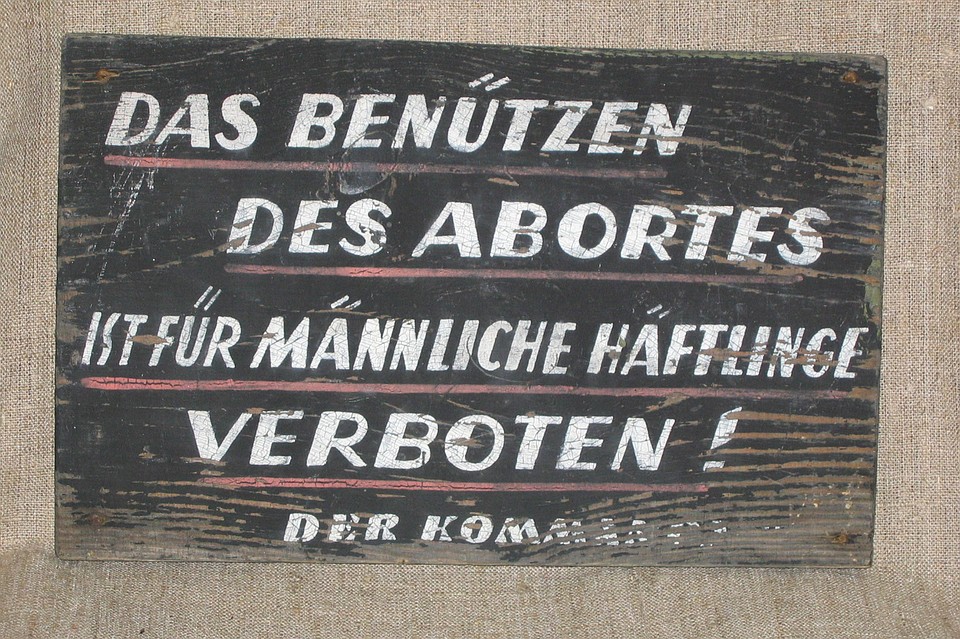 DAS BENÜTZEN
DES ABORTES
IST FÜR MÄNNLICHE HÄFTLINGE
VERBOTEN !
DER